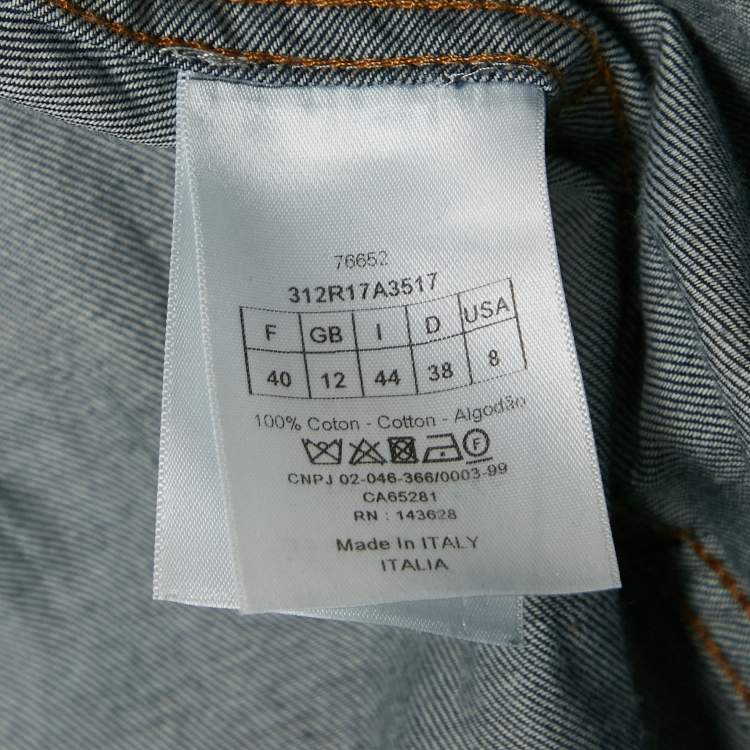 76652
312R17A3517
F GB I D USA
40 12 44 38 8
100% Coton - Cotton - Algodão
F
CNPJ 02-046-366/0003-99
CA65281
RN : 143628
Made In ITALY
ITALIA